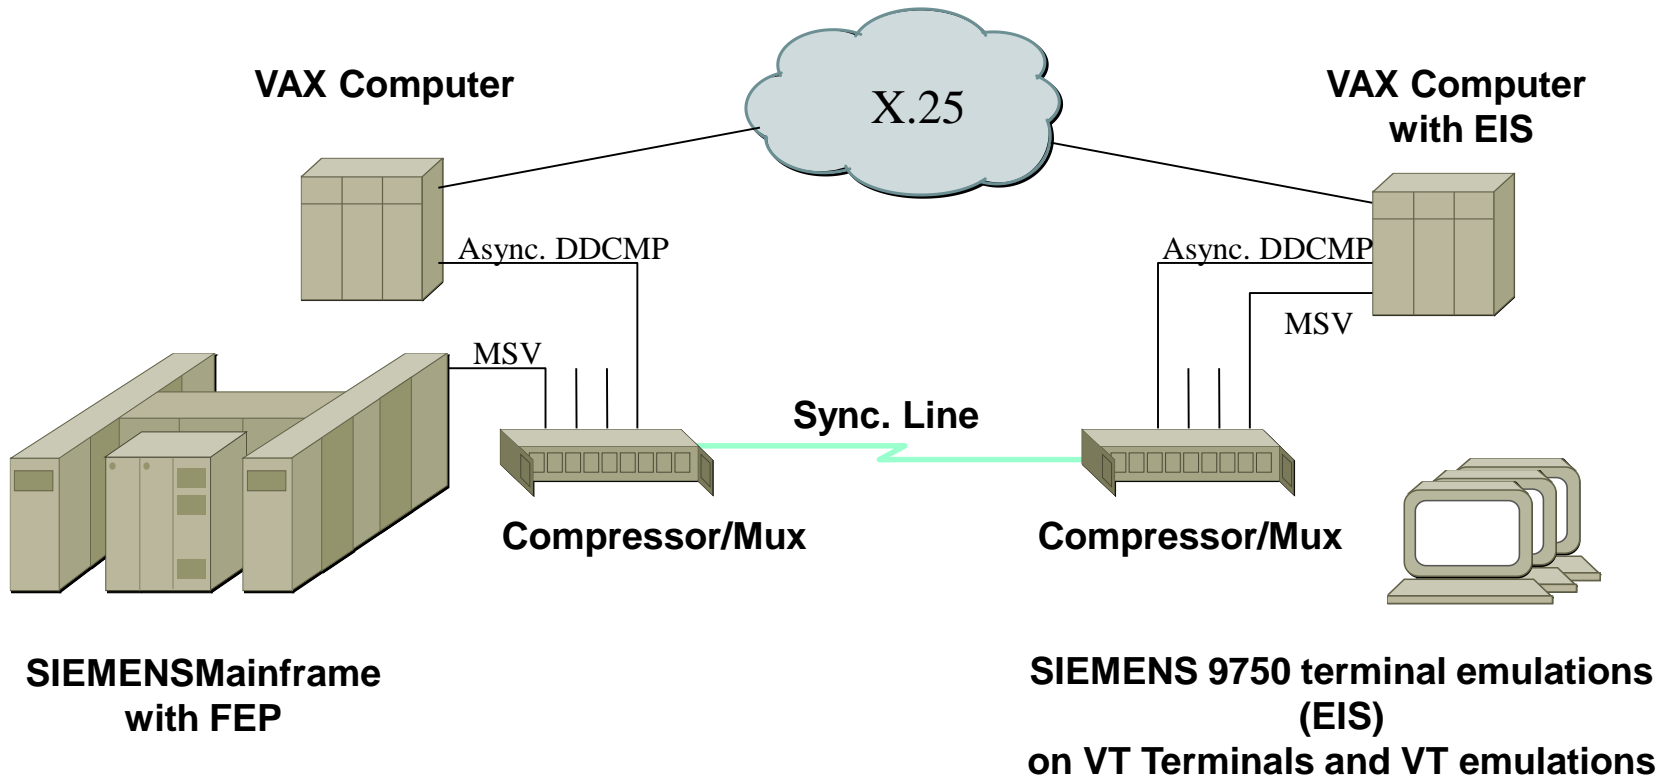 VAX Computer
X.25
VAX Computer
with EIS
Async. DDCMP
Async. DDCMP
MSV
MSV
Sync. Line
Compressor/Mux
Compressor/Mux
SIEMENSMainframe
with FEP
SIEMENS 9750 terminal emulations
(EIS)
on VT Terminals and VT emulations